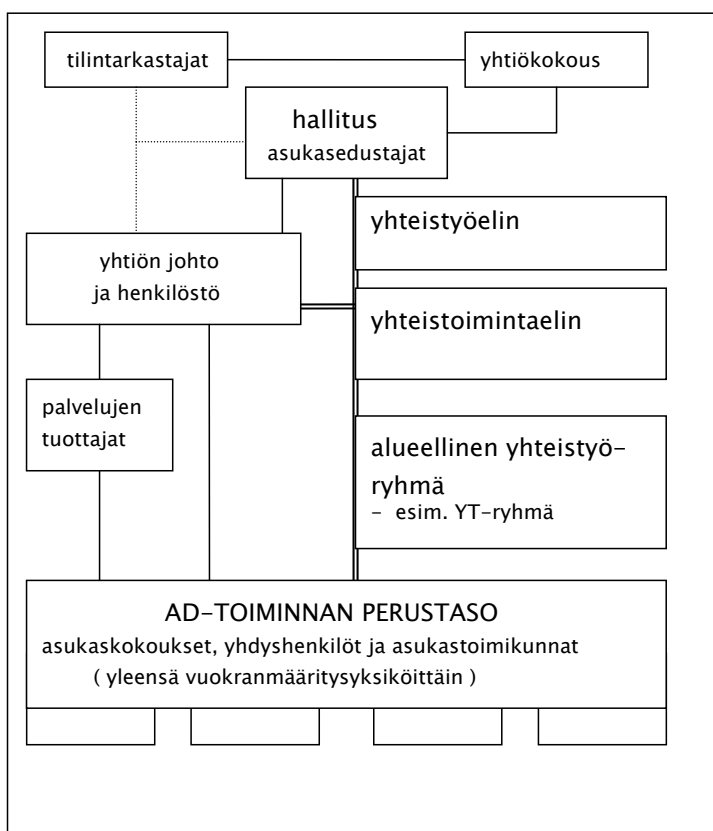 tilintarkastajat
yhtiökokous
hallitus
asukasedustajat
yhteistyöelin
yhtiön johto
ja henkilöstö
yhteistoimintaelin
palvelujen
tuottajat
alueellinen yhteistyö-
ryhmä
- esim. YT-ryhmä
AD-TOIMINNAN PERUSTASO
asukaskokoukset, yhdyshenkilöt ja asukastoimikunnat
( yleensä vuokranmääritysyksiköittäin )